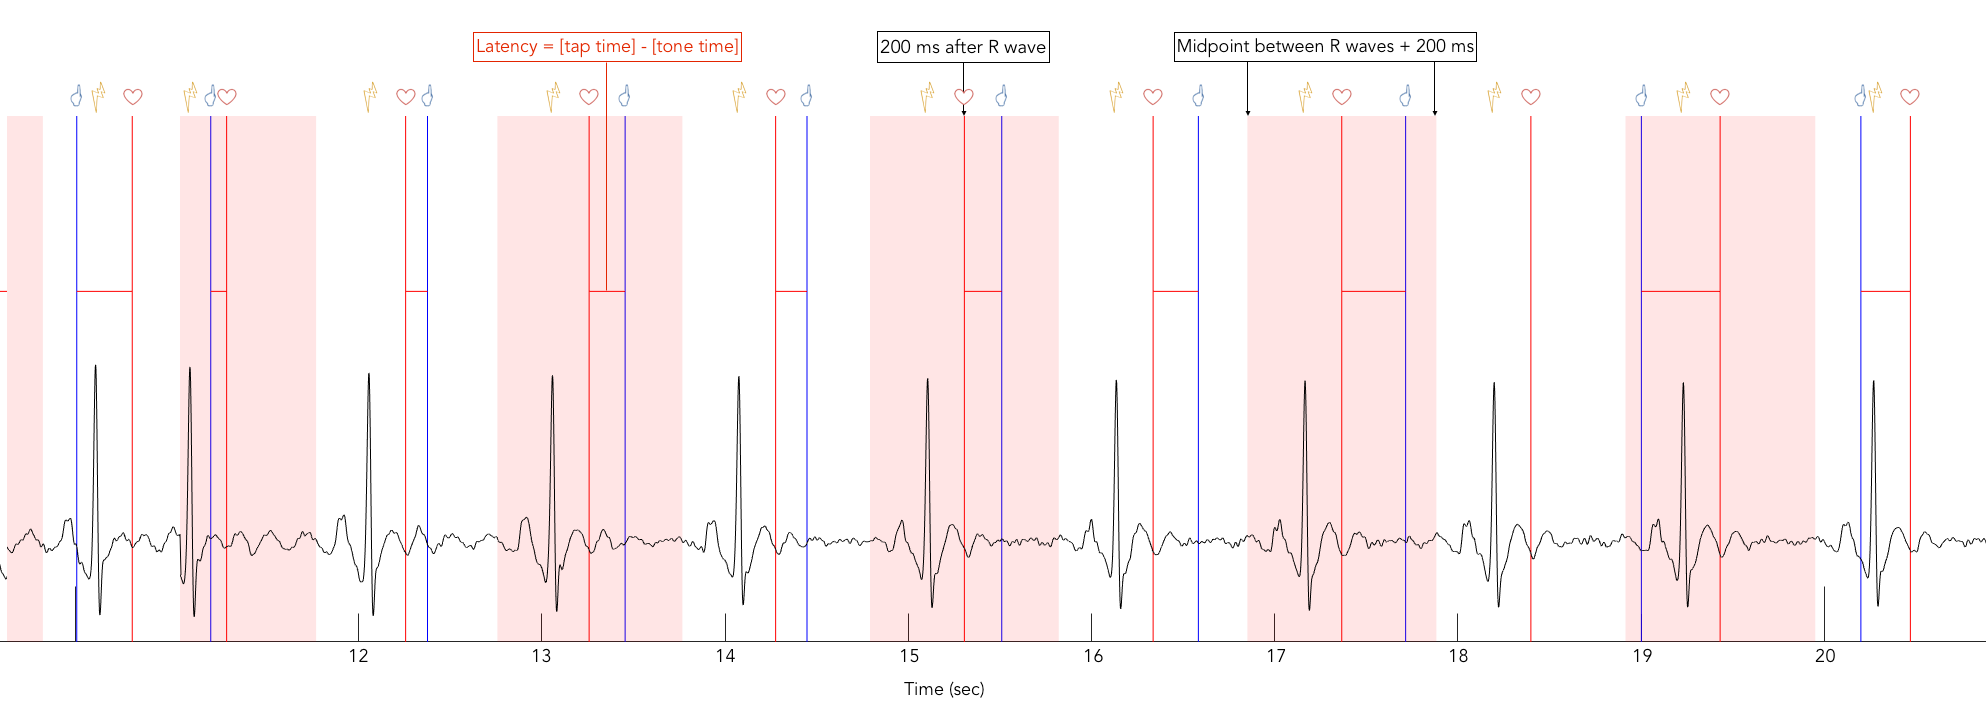 Latency = [tap time] - [tone time]
200 ms after R wave
Midpoint between R waves + 200 ms
12 13 14 15 16 17 18 19 20
Time (sec)